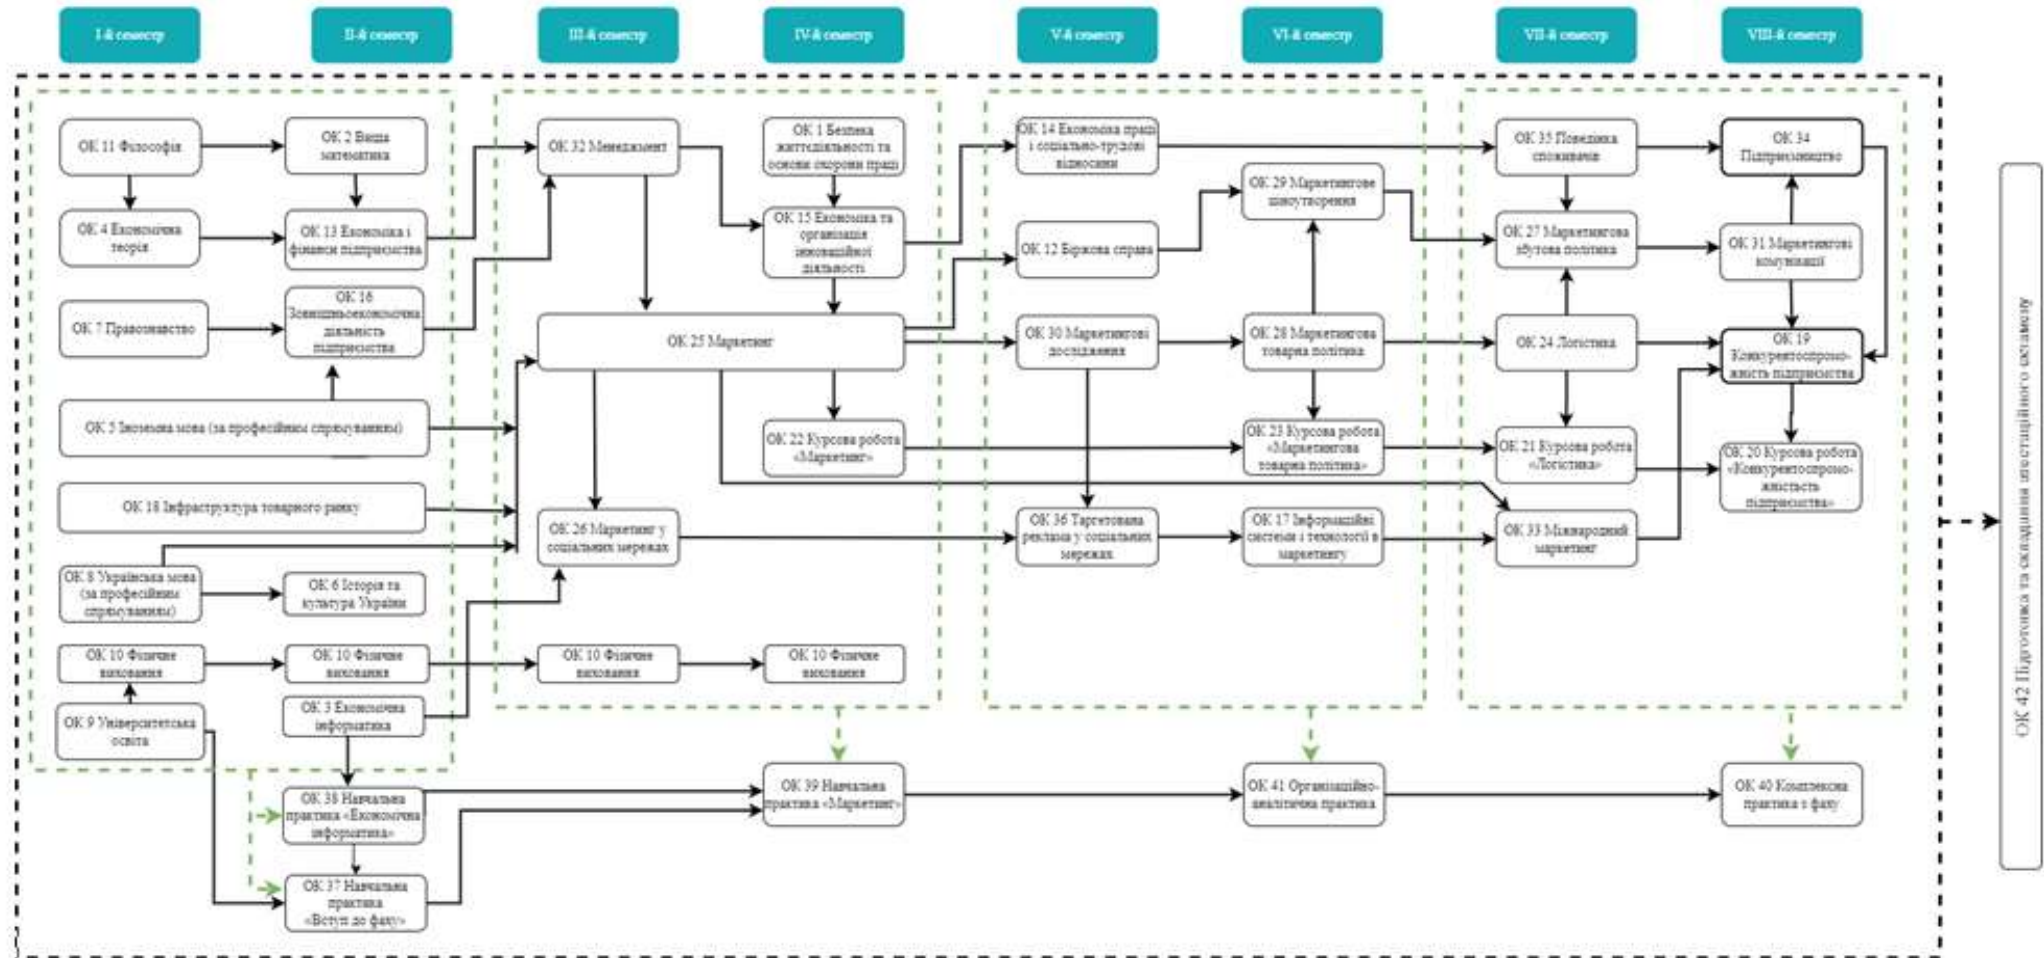 І-й семестр
ІІ-й семестр
ІІІ-й семестр
IV-й семестр
V-й семестр
VI-й семестр
VII-й семестр
VIII-й семестр
ОК 11 Філософія
ОК 2 Вища
математика
ОК 32 Менеджмент
ОК 1 Безпека
життєдіяльності та
основи охорони праці
ОК 14 Економіка праці
і соціально-трудові
відносини
ОК 35 Поведінка
споживачів
ОК 34
Підприємництво
ОК 29 Маркетингове
ціноутворення
ОК 4 Економічна
теорія
ОК 13 Економіка і
фінанси підприємства
ОК 15 Економіка та
організація
інноваційної
діяльності
ОК 12 Біржова справа
ОК 27 Маркетингова
збутова політика
ОК 31 Маркетингові
комунікації
ОК 7 Правознавство
ОК 16
Зовнішньоекономічна
діяльність
підприємства
ОК 25 Маркетинг
ОК 30 Маркетингові
дослідження
ОК 28 Маркетингова
товарна політика
ОК 24 Логістика
ОК 19
Конкурентоспромо-
жність підприємства
ОК 5 Іноземна мова (за професійним спрямуванням)
ОК 22 Курсова робота
«Маркетинг»
ОК 23 Курсова робота
«Маркетингова
товарна політика»
ОК 21 Курсова робота
«Логістика»
ОК 20 Курсова робота
«Конкурентоспромо-
жністьсть
підприємства»
ОК 18 Інфраструктура товарного ринку
ОК 26 Маркетинг у
соціальних мережах
ОК 36 Таргетована
реклама у соціальних
мережах
ОК 17 Інформаційні
системи і технології в
маркетингу
ОК 33 Міжнародний
маркетинг
ОК 8 Українська мова
(за професійним
спрямуванням)
ОК 6 Історія та
культура України
ОК 10 Фізичне
виховання
ОК 10 Фізичне
виховання
ОК 10 Фізичне
виховання
ОК 10 Фізичне
виховання
ОК 9 Університетська
освіта
ОК 3 Економічна
інформатика
ОК 38 Навчальна
практика «Економічна
інформатика»
ОК 39 Навчальна
практика «Маркетинг»
ОК 41 Організаційно-
аналітична практика
ОК 40 Комплексна
практика з фаху
ОК 37 Навчальна
практика
«Вступ до фаху»
ОК 42 Підготовка та складання атестаційного екзамену